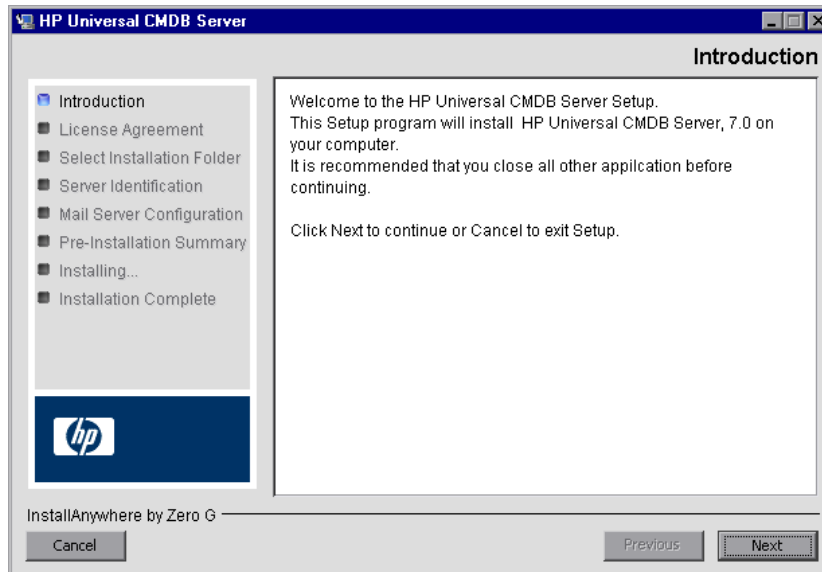 HP Universal CMDB Server
Introduction
Introduction
License Agreement
Select Installation Folder
Server Identification
Mail Server Configuration
Pre-Installation Summary
Installing...
Installation Complete
Welcome to the HP Universal CMDB Server Setup.
This Setup program will install HP Universal CMDB Server, 7.0 on
your computer.
It is recommended that you close all other appilcation before
continuing.
Click Next to continue or Cancel to exit Setup.
hp
InstallAnywhere by Zero G
Cancel
Previous
Next